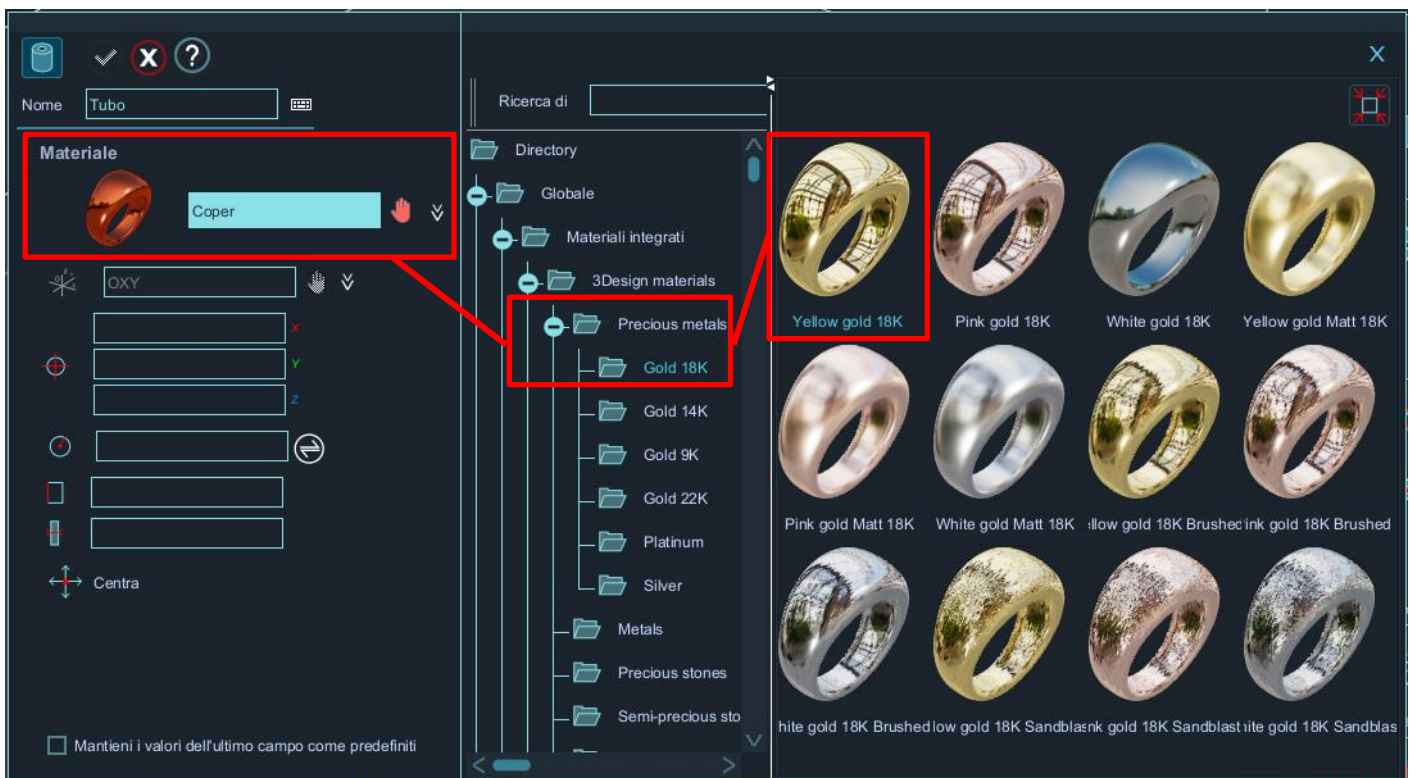 X
X ?
Nome Tubo
Ricerca di
Materiale
Coper
OXY
X
Y
Z
Centra
Mantieni i valori dell'ultimo campo come predefiniti
Directory
Globale
Materiali integrati
3Design materials
Precious metals
Gold 18K
Gold 14K
Gold 9K
Gold 22K
Platinum
Silver
Metals
Precious stones
Semi-precious sto
Yellow gold 18K Pink gold 18K White gold 18K Yellow gold Matt 18K
Pink gold Matt 18K White gold Matt 18K llow gold 18K Brushed ink gold 18K Brushed
hite gold 18K Brushed low gold 18K Sandblas nk gold 18K Sandblast ite gold 18K Sandblas